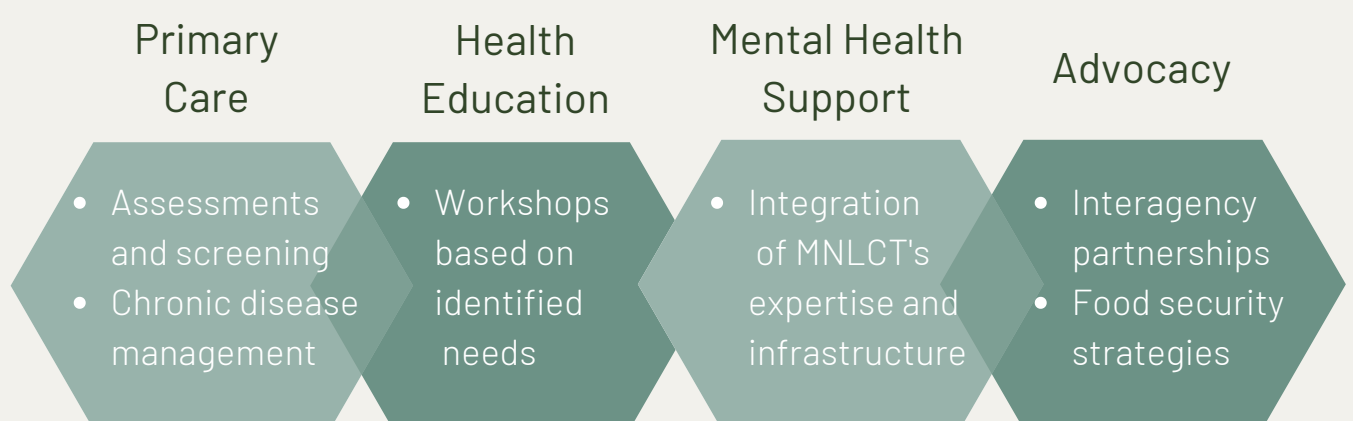 Primary
Care
Health
Education
Mental Health
Support
Advocacy
• Assessments
and screening
• Chronic disease
management
• Workshops
based on
identified
needs
• Integration
of MNLCT's
expertise and
infrastructure
• Interagency
partnerships
• Food security
strategies